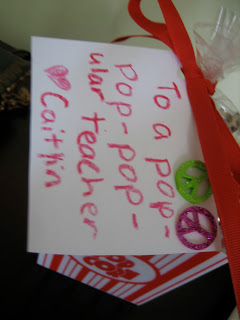 To a pop-
pop-pop-
ular teacher
♥ Caitlin